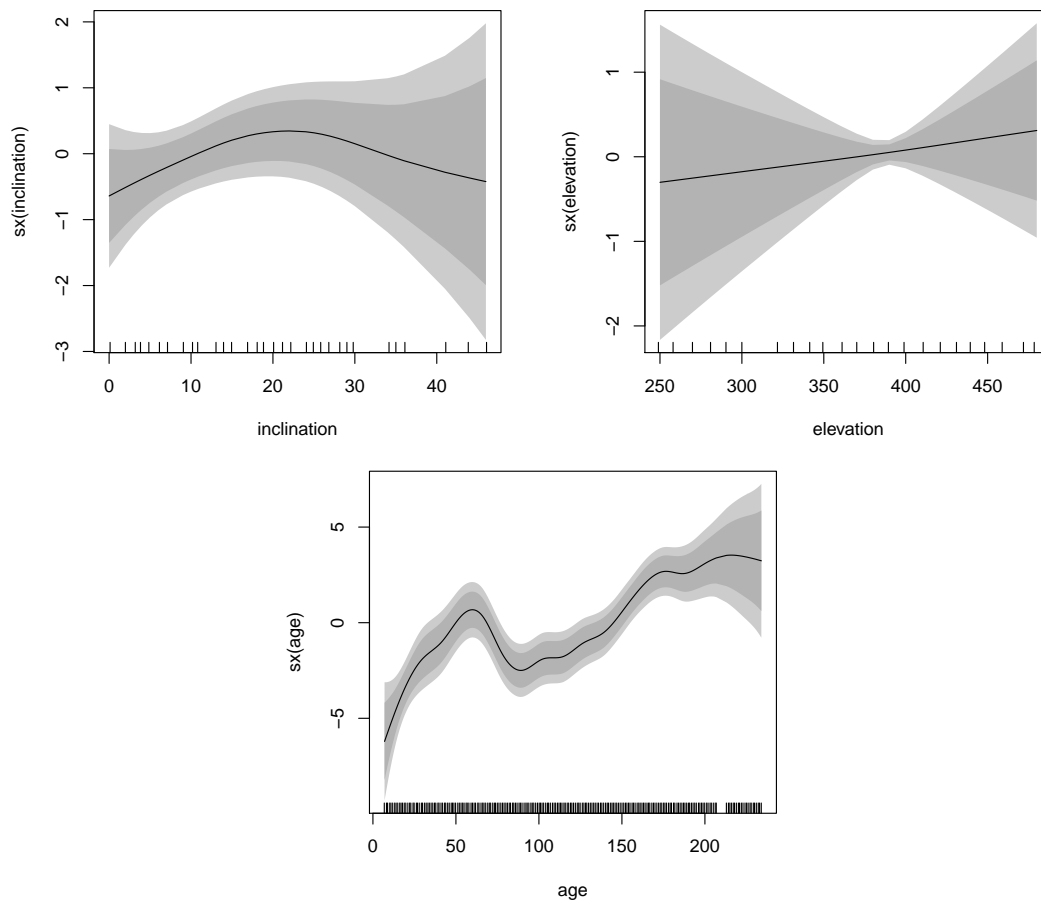 2
1
0
−1
−2
−3
sx(inclination)
0 10 20 30 40
inclination
1
0
−1
−2
sx(elevation)
250 300 350 400 450
elevation
5
0
−5
sx(age)
0 50 100 150 200
age